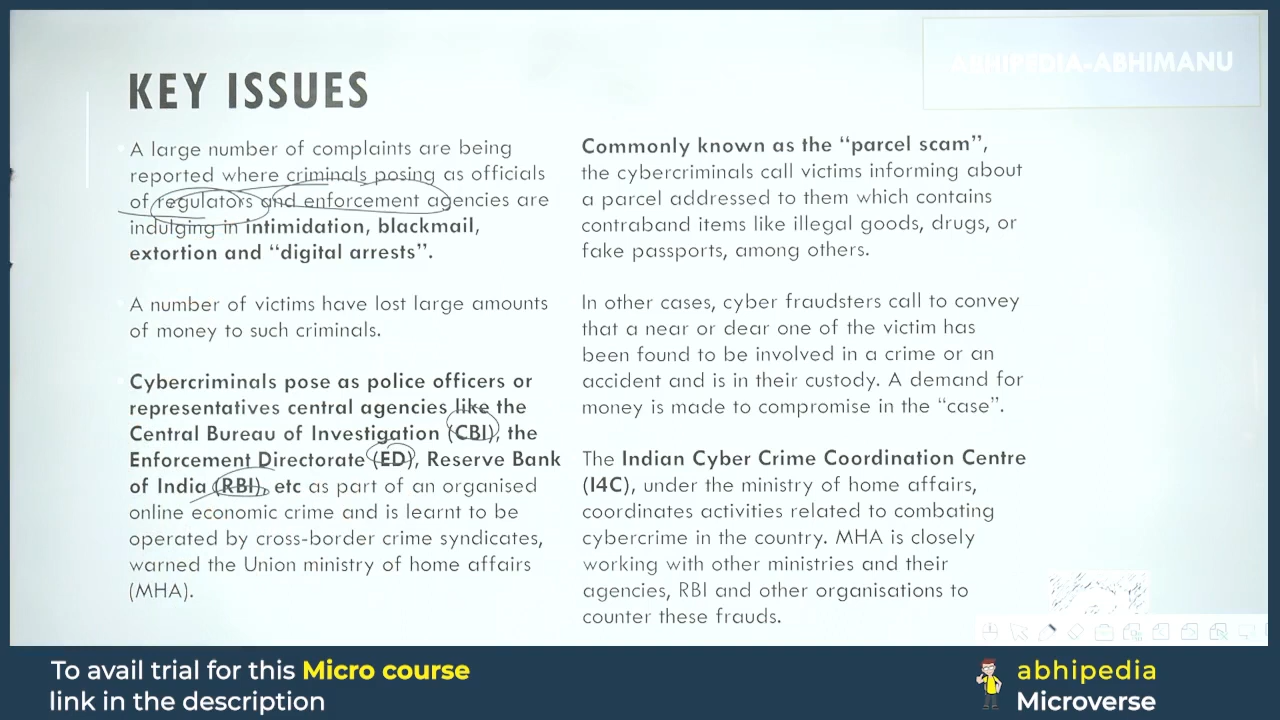 ABHIPEDIA-ABHIMANU
KEY ISSUES
A large number of complaints are being
reported where criminals posing as officials
of regulators and enforcement agencies are
indulging in intimidation, blackmail,
extortion and “digital arrests”.
A number of victims have lost large amounts
of money to such criminals.
Cybercriminals pose as police officers or
representatives central agencies like the
Central Bureau of Investigation (CBI), the
Enforcement Directorate (ED), Reserve Bank
of India (RBI), etc as part of an organised
online economic crime and is learnt to be
operated by cross-border crime syndicates,
warned the Union ministry of home affairs
(MHA).
Commonly known as the “parcel scam”,
the cybercriminals call victims informing about
a parcel addressed to them which contains
contraband items like illegal goods, drugs, or
fake passports, among others.
In other cases, cyber fraudsters call to convey
that a near or dear one of the victim has
been found to be involved in a crime or an
accident and is in their custody. A demand for
money is made to compromise in the “case”.
The Indian Cyber Crime Coordination Centre
(I4C), under the ministry of home affairs,
coordinates activities related to combating
cybercrime in the country. MHA is closely
working with other ministries and their
agencies, RBI and other organisations to
counter these frauds.
To avail trial for this Micro course
link in the description
abhipedia
Microverse